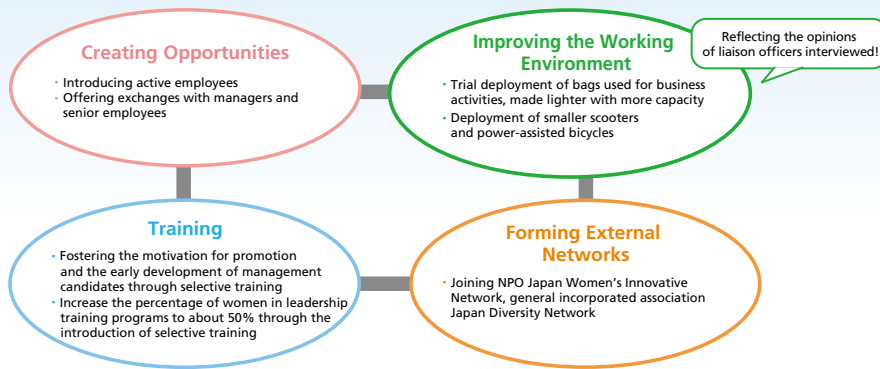 Creating Opportunities
・Introducing active employees
・Offering exchanges with managers and
senior employees
Improving the Working
Environment
・Trial deployment of bags used for business
activities, made lighter with more capacity
・Deployment of smaller scooters
and power-assisted bicycles
Reflecting the opinions
of liaison officers interviewed!
Training
・Fostering the motivation for promotion
and the early development of management
candidates through selective training
・Increase the percentage of women in leadership
training programs to about 50% through the
introduction of selective training
Forming External
Networks
・Joining NPO Japan Women’s Innovative
Network, general incorporated association
Japan Diversity Network